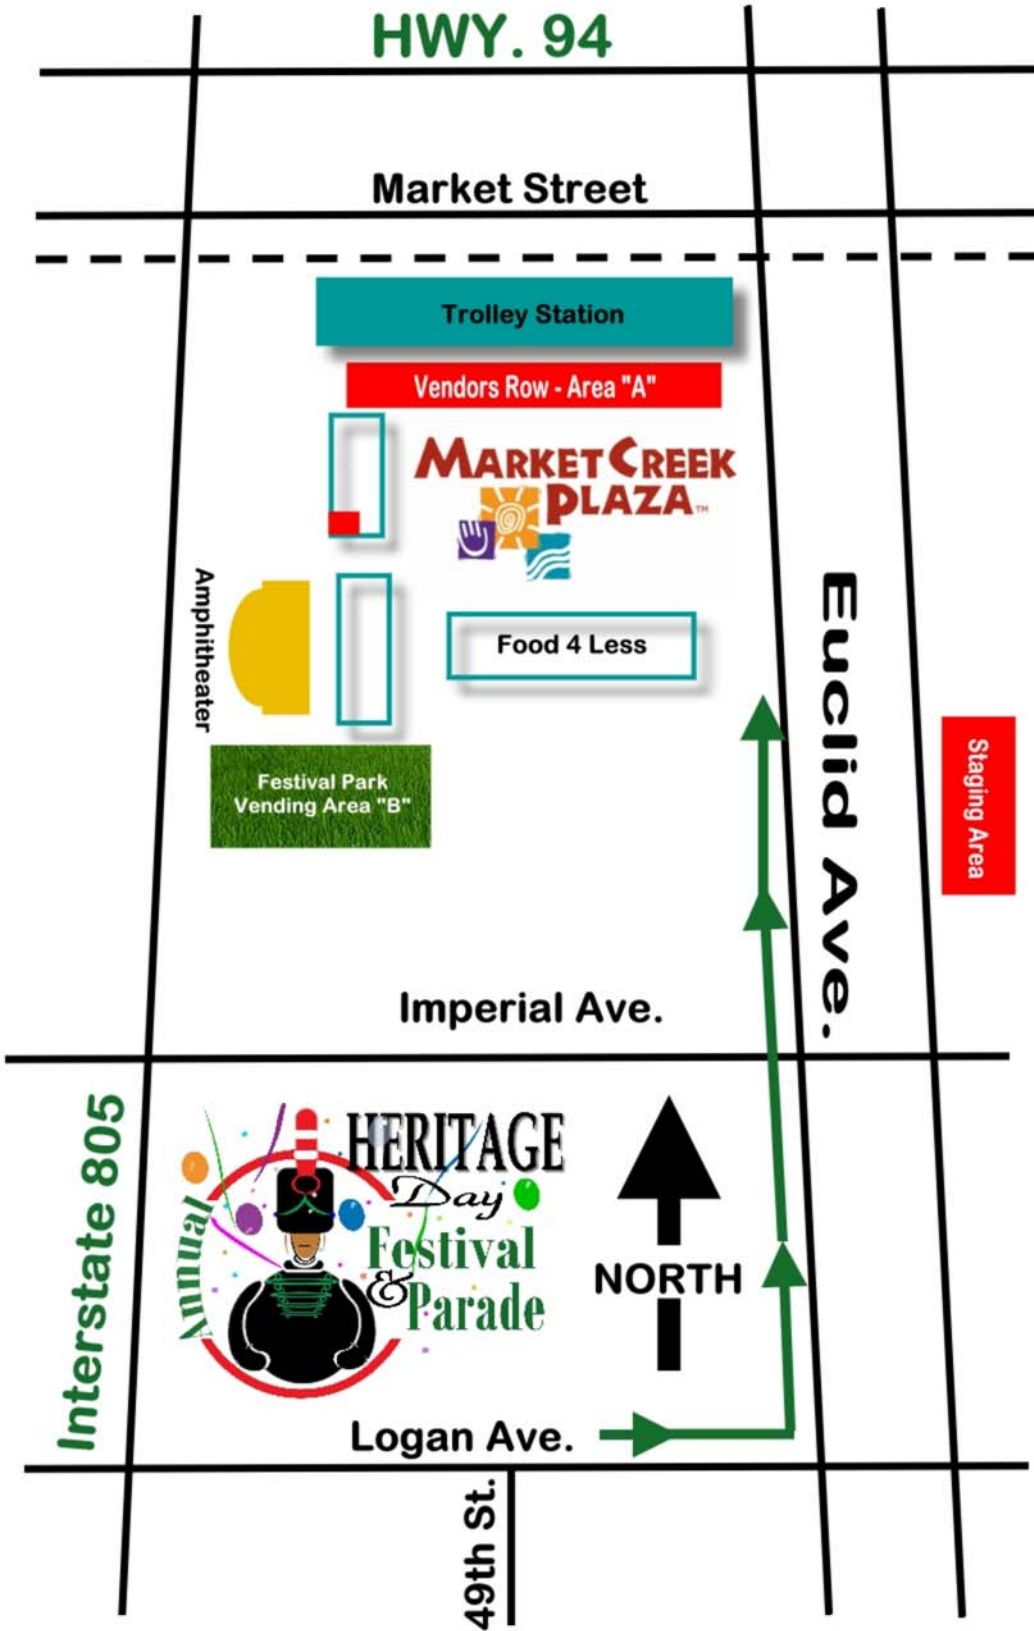 HWY. 94
Market Street
Trolley Station
Vendors Row - Area "A"
MARKET CREEK
PLAZA™
Amphitheater
Food 4 Less
Euclid Ave.
Staging Area
Festival Park
Vending Area "B"
Imperial Ave.
Interstate 805
Annual
HERITAGE
Day
Festival
&
Parade
NORTH
Logan Ave.
49th St.